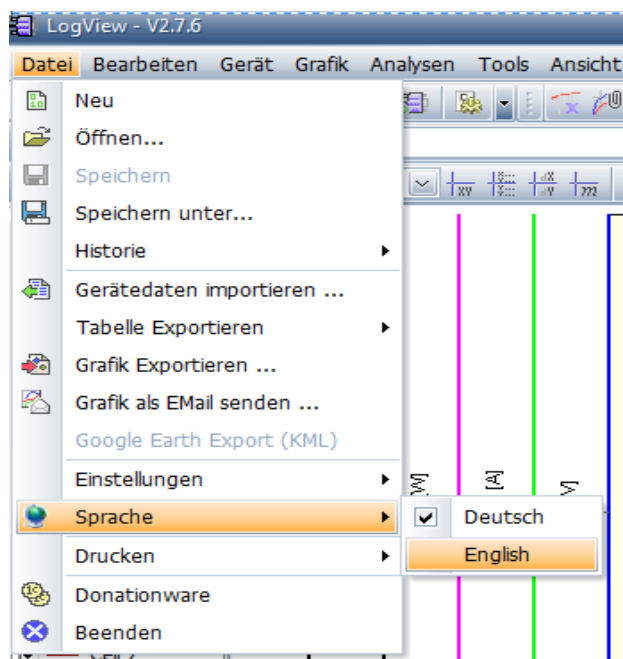 LogView - V2.7.6
Datei Bearbeiten Gerät Grafik Analysen Tools Ansicht
Neu
Öffnen...
Speichern
Speichern unter...
Historie
Gerätedaten importieren ...
Tabelle Exportieren
Grafik Exportieren ...
Grafik als EMail senden ...
Google Earth Export (KML)
Einstellungen
[A]
Sprache
Deutsch
English
Drucken
Donationware
Beenden